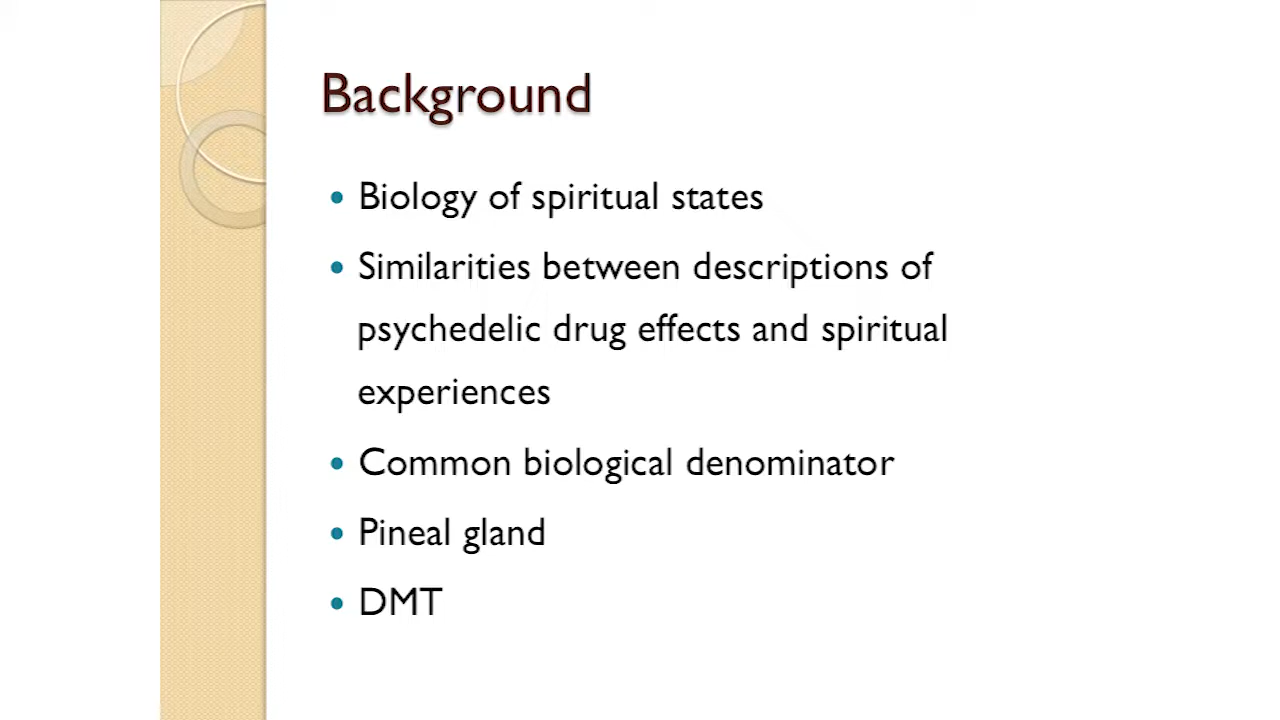 Background
• Biology of spiritual states
• Similarities between descriptions of
psychedelic drug effects and spiritual
experiences
• Common biological denominator
• Pineal gland
• DMT